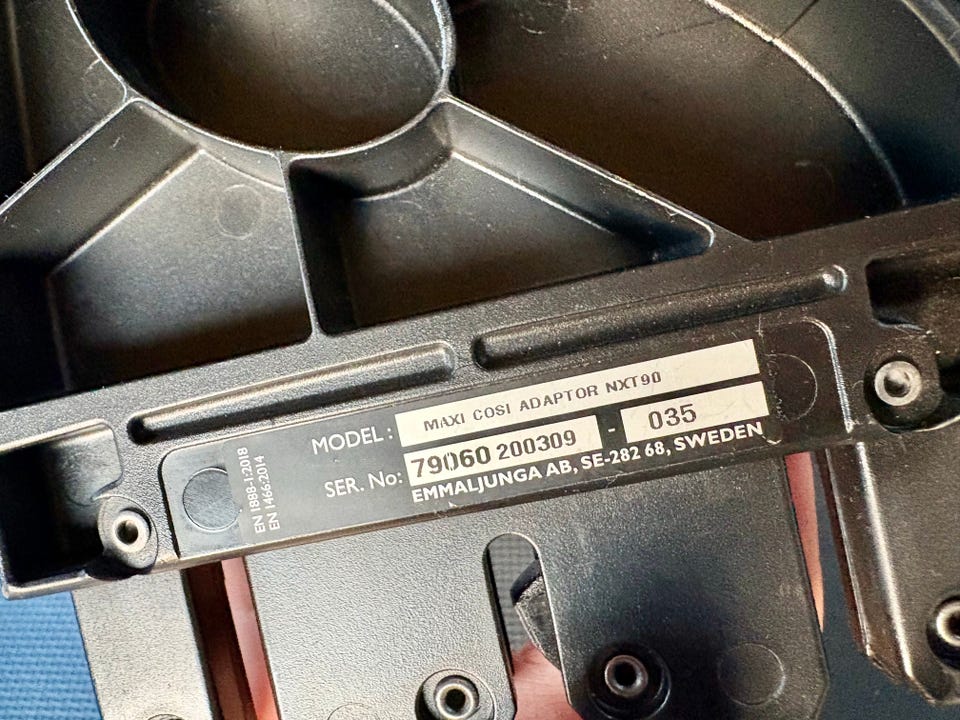 MODEL: MAXI COSI ADAPTOR NXT90
SER. No: 79060 200309 - 035
EMMALJUNGA AB, SE-282 68, SWEDEN
EN 1888-1:2018
EN 1466:2014